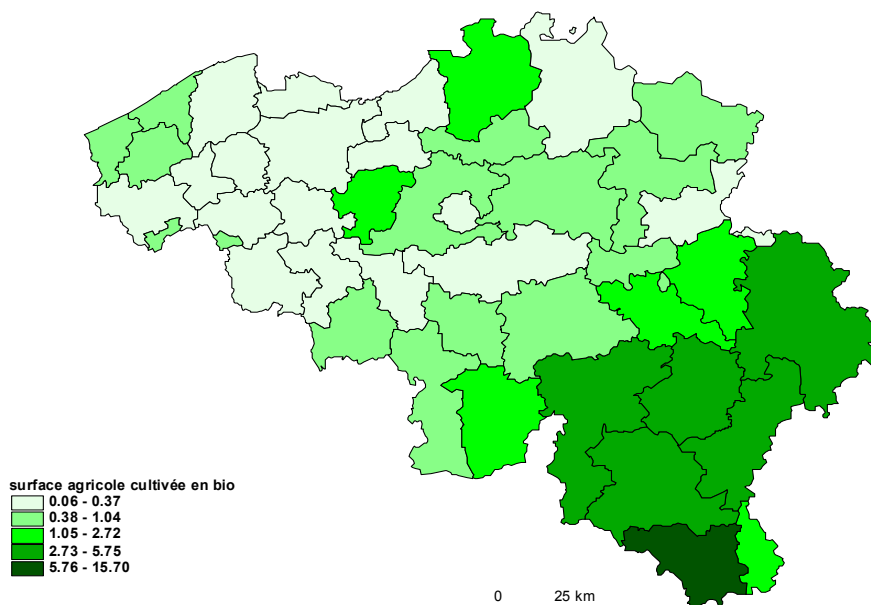 surface agricole cultivée en bio
0.06 - 0.37
0.38 - 1.04
1.05 - 2.72
2.73 - 5.75
5.76 - 15.70
0 25 km